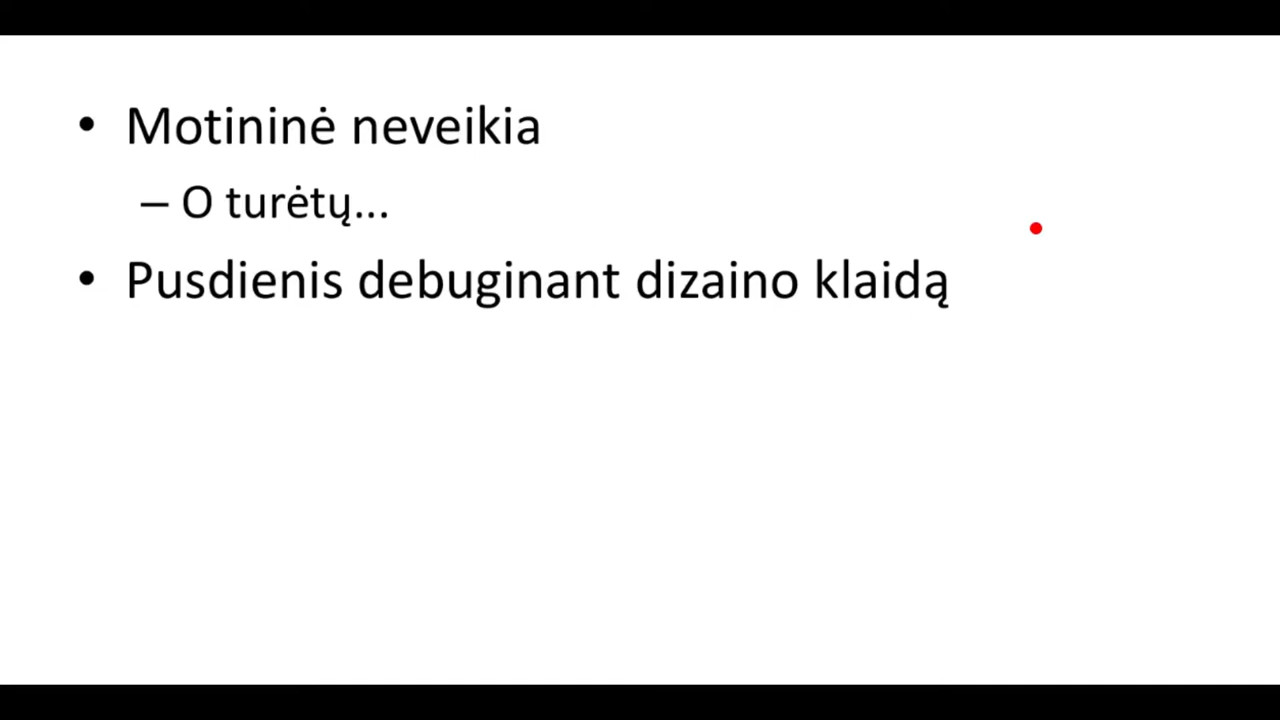 • Motininė neveikia
– O turėtų...
• Pusdienis debuginant dizaino klaidą